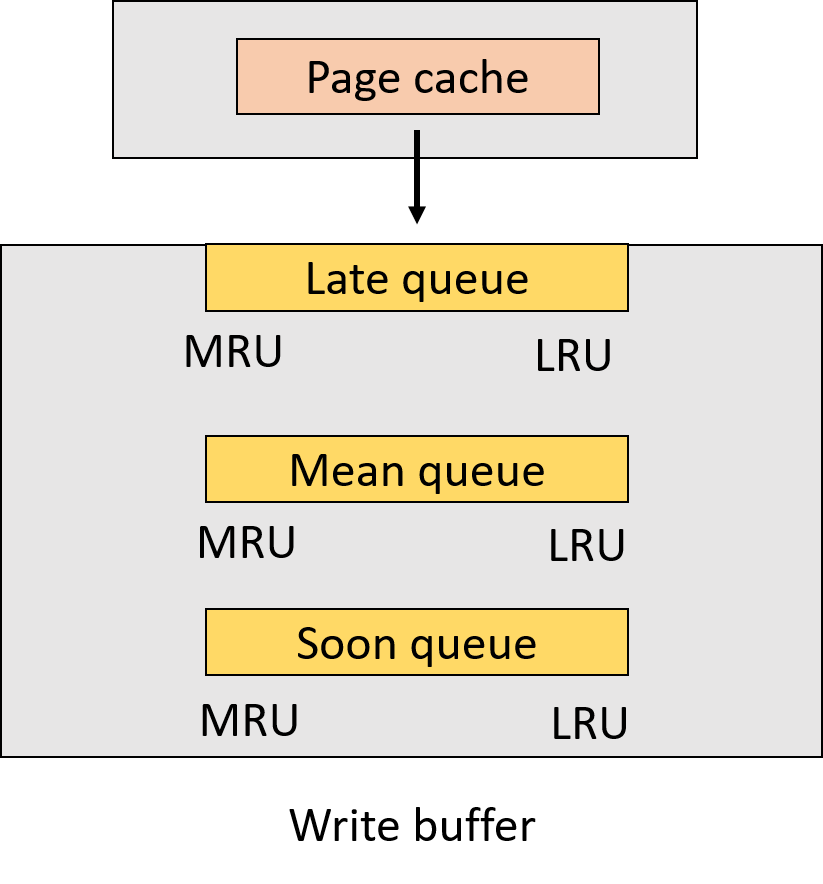 Page cache
Late queue
MRU LRU
Mean queue
MRU LRU
Soon queue
MRU LRU
Write buffer